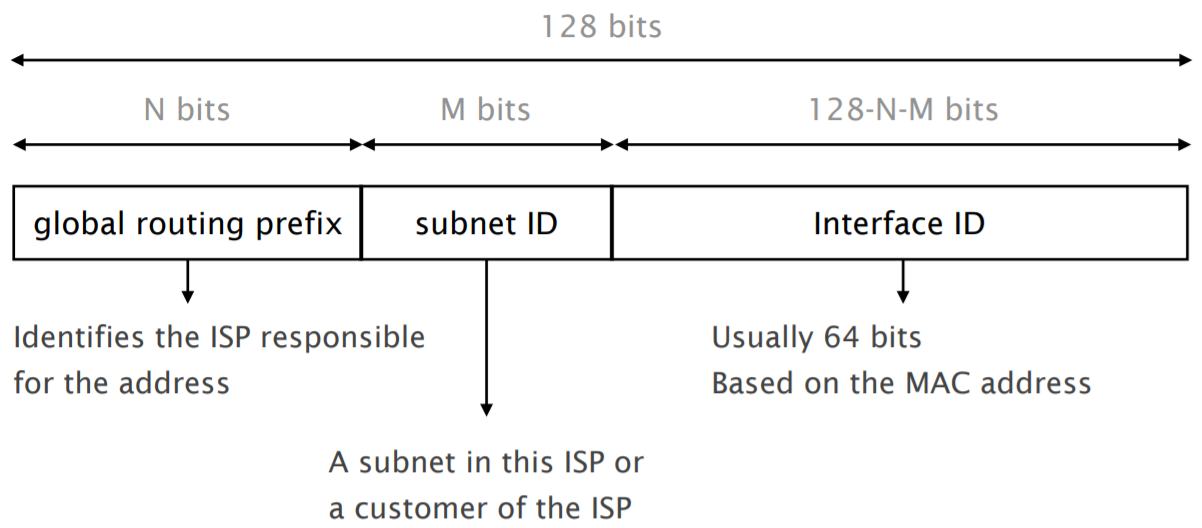 128 bits
N bits
M bits
128-N-M bits
global routing prefix
subnet ID
Interface ID
Identifies the ISP responsible
for the address
Usually 64 bits
Based on the MAC address
A subnet in this ISP or
a customer of the ISP